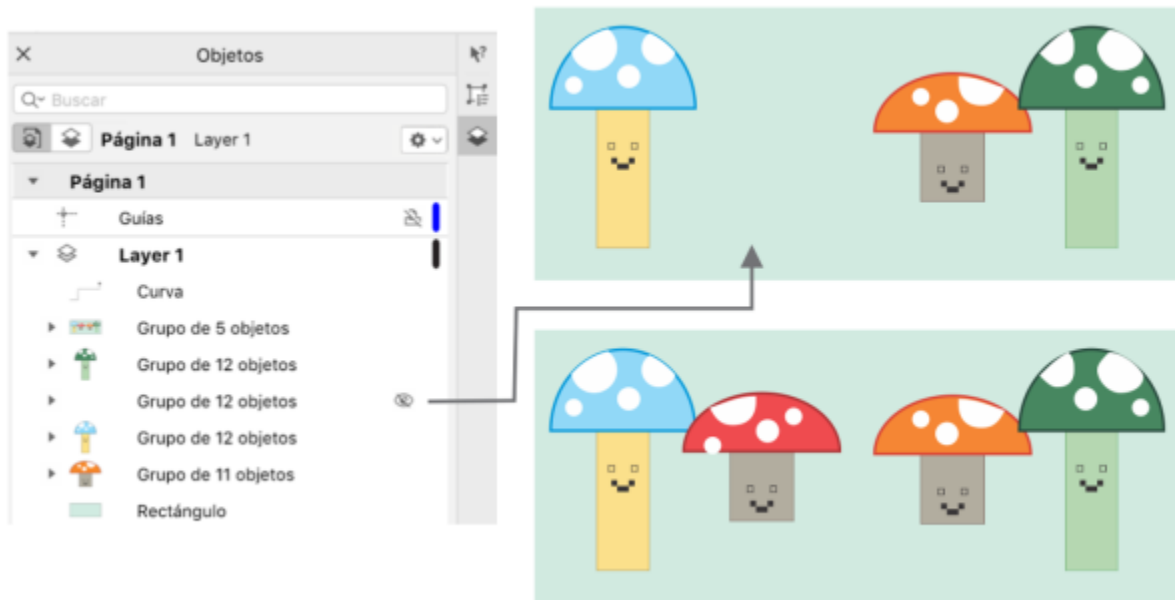 Objetos
Buscar
Página 1 Layer 1
Página 1
Guías
Layer 1
Curva
Grupo de 5 objetos
Grupo de 12 objetos
Grupo de 12 objetos
Grupo de 12 objetos
Grupo de 11 objetos
Rectángulo